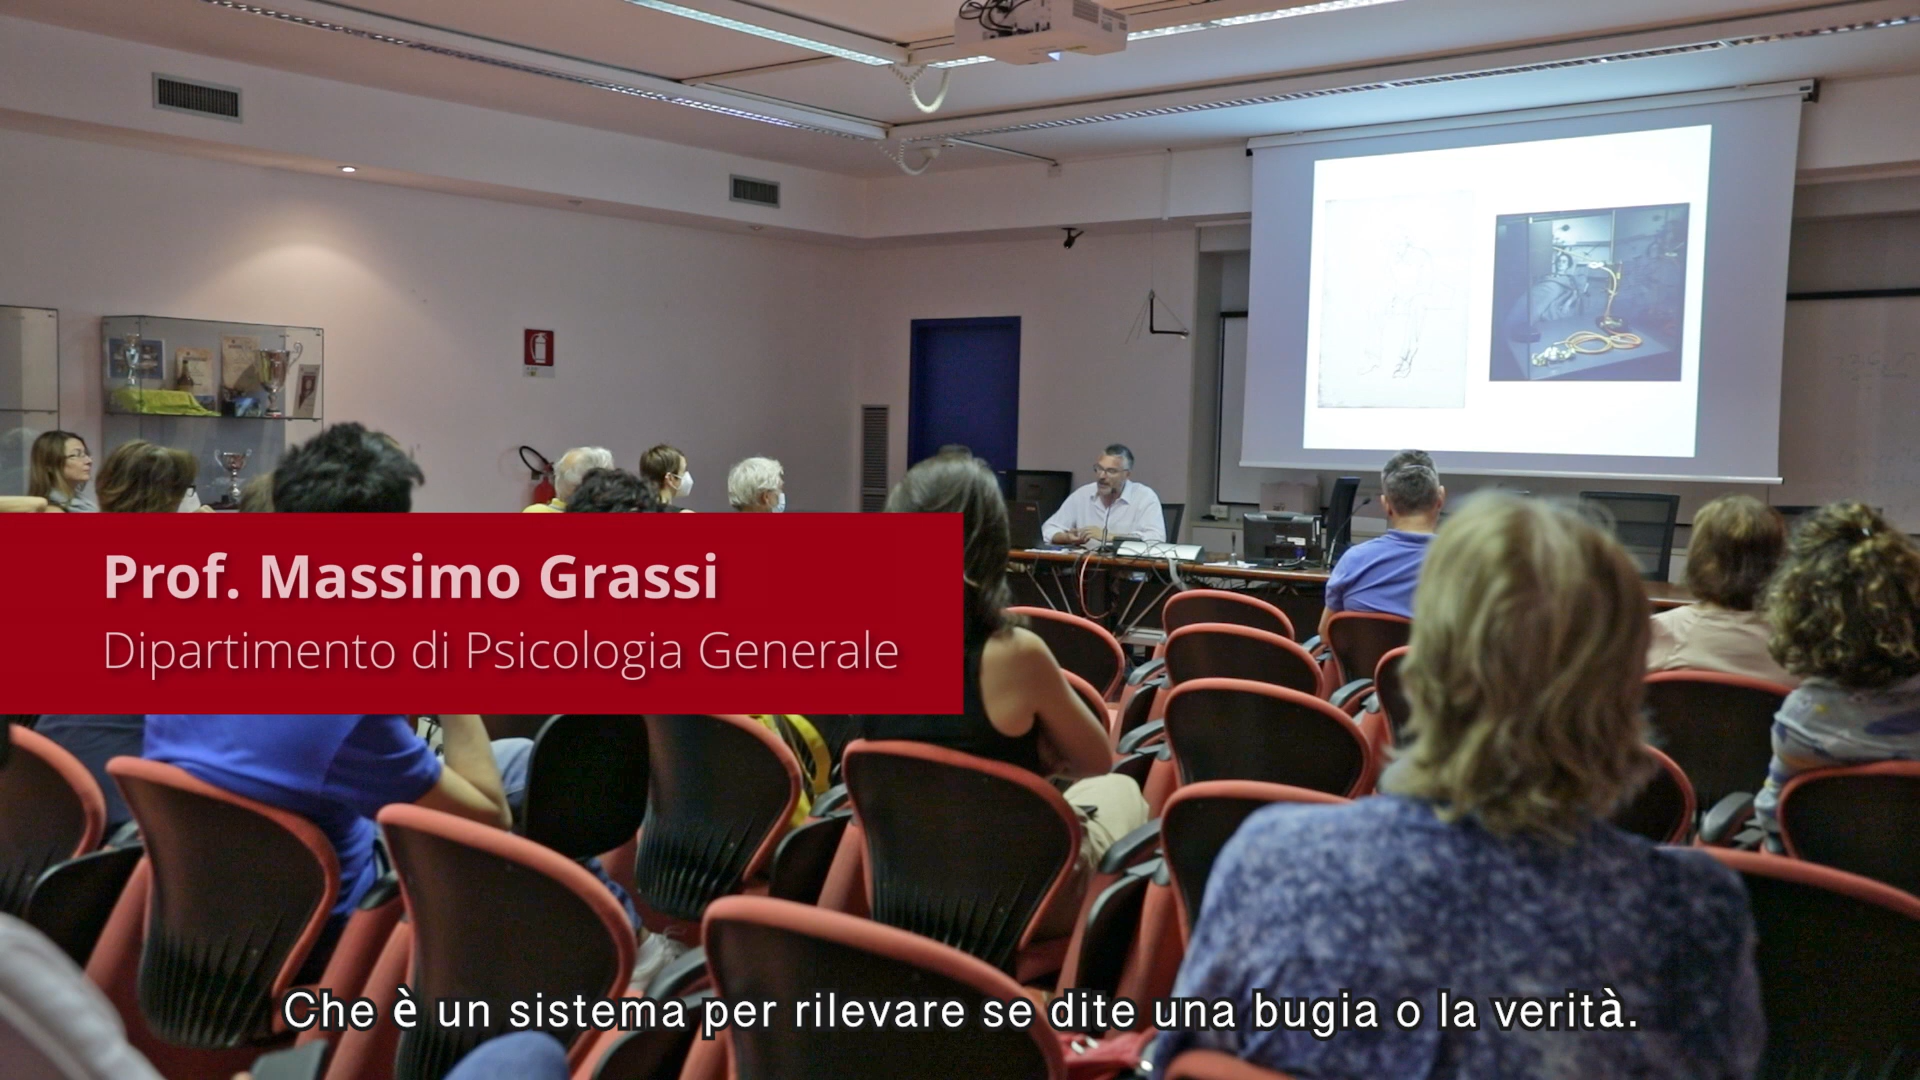 Prof. Massimo Grassi
Dipartimento di Psicologia Generale
Che è un sistema per rilevare se dite una bugia o la verità.